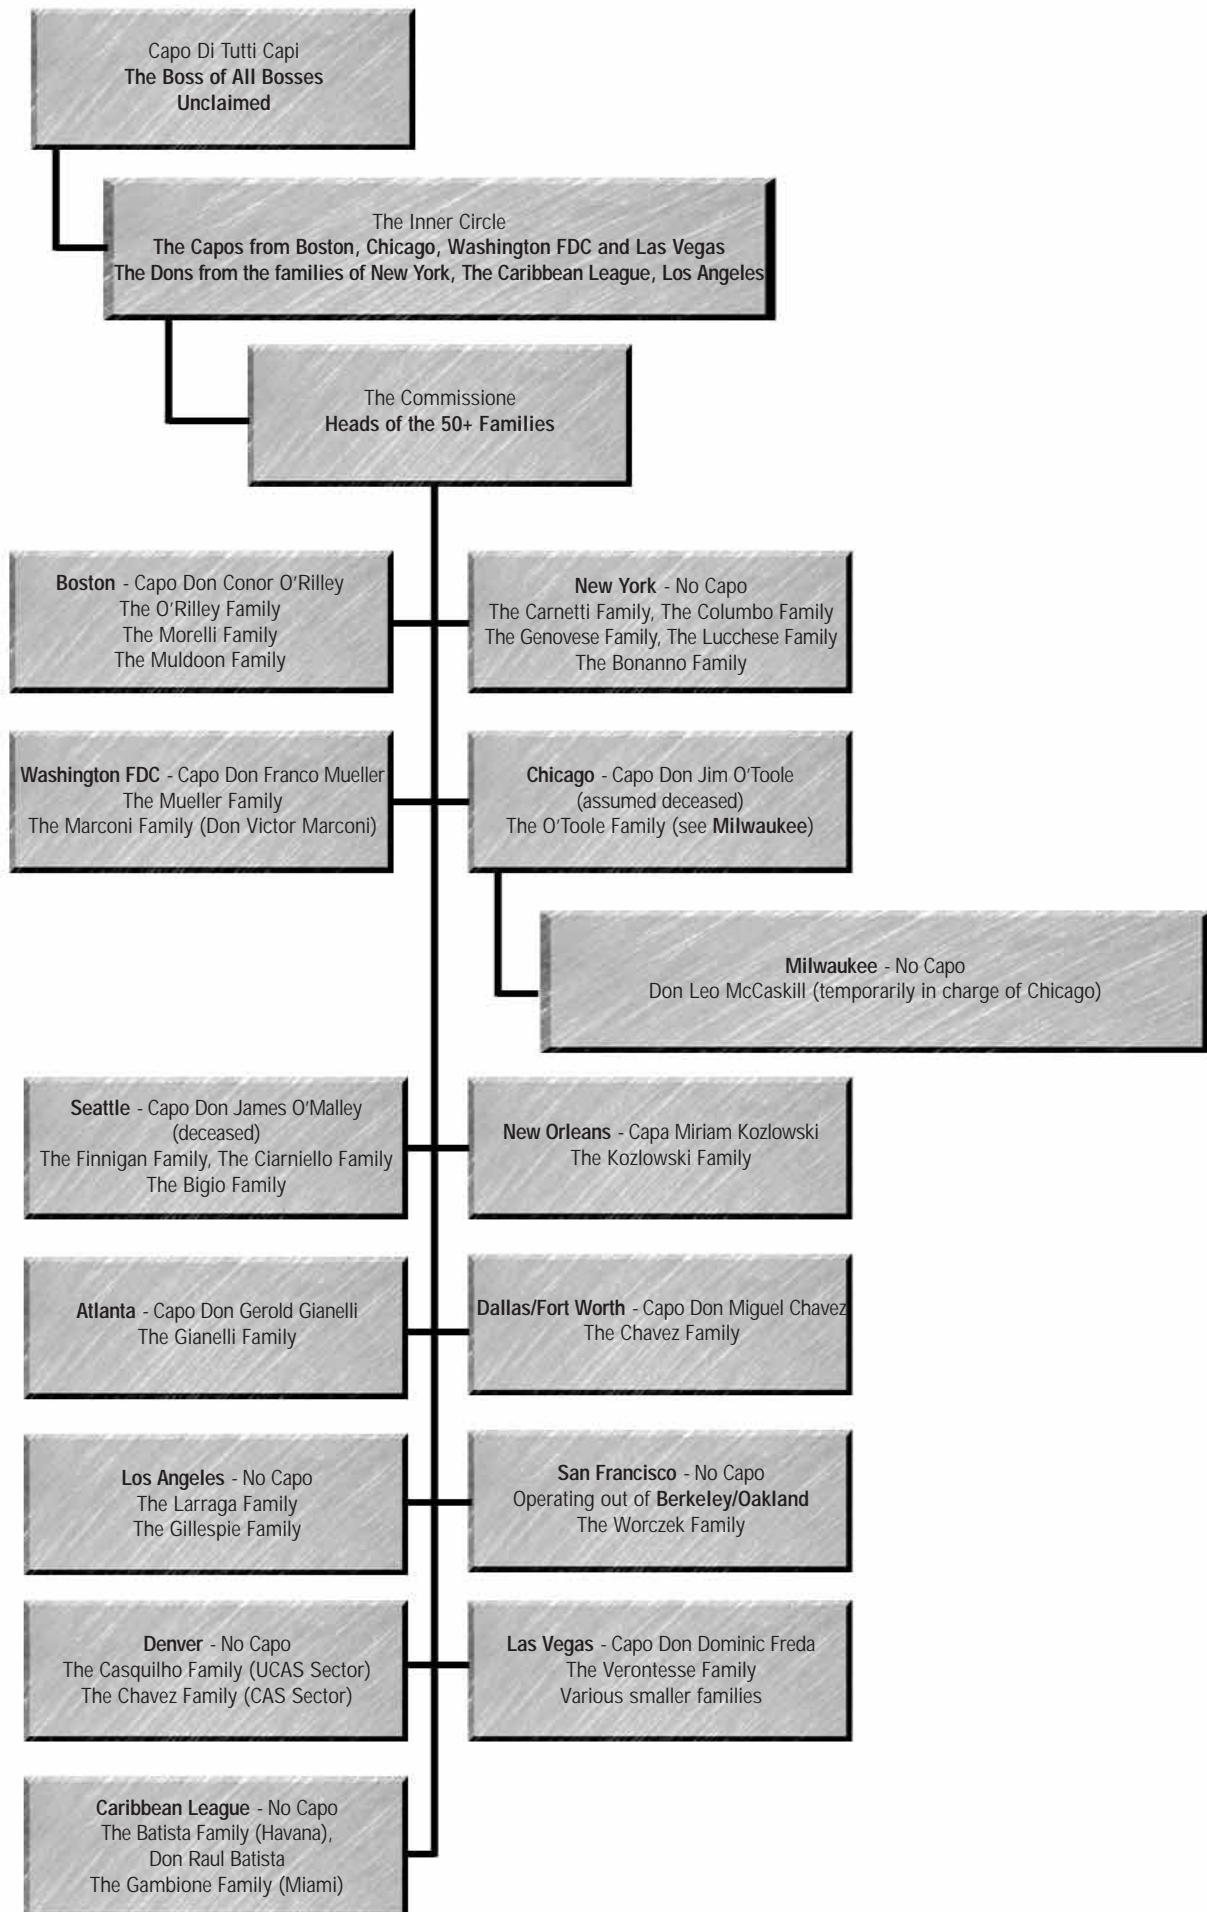 Capo Di Tutti Capi
The Boss of All Bosses
Unclaimed
The Inner Circle
The Capos from Boston, Chicago, Washington FDC and Las Vegas
The Dons from the families of New York, The Caribbean League, Los Angeles
The Commissione
Heads of the 50+ Families
Boston - Capo Don Conor O'Rilley
The O'Rilley Family
The Morelli Family
The Muldoon Family
New York - No Capo
The Carnetti Family, The Columbo Family
The Genovese Family, The Lucchese Family
The Bonanno Family
Washington FDC - Capo Don Franco Mueller
The Mueller Family
The Marconi Family (Don Victor Marconi)
Chicago - Capo Don Jim O'Toole
(assumed deceased)
The O'Toole Family (see Milwaukee)
Milwaukee - No Capo
Don Leo McCaskill (temporarily in charge of Chicago)
Seattle - Capo Don James O'Malley
(deceased)
The Finnigan Family, The Ciarniello Family
The Bigio Family
New Orleans - Capa Miriam Kozlowski
The Kozlowski Family
Atlanta - Capo Don Gerold Gianelli
The Gianelli Family
Dallas/Fort Worth - Capo Don Miguel Chavez
The Chavez Family
Los Angeles - No Capo
The Larraga Family
The Gillespie Family
San Francisco - No Capo
Operating out of Berkeley/Oakland
The Worczek Family
Denver - No Capo
The Casquilho Family (UCAS Sector)
The Chavez Family (CAS Sector)
Las Vegas - Capo Don Dominic Freda
The Verontesse Family
Various smaller families
Caribbean League - No Capo
The Batista Family (Havana),
Don Raul Batista
The Gambione Family (Miami)